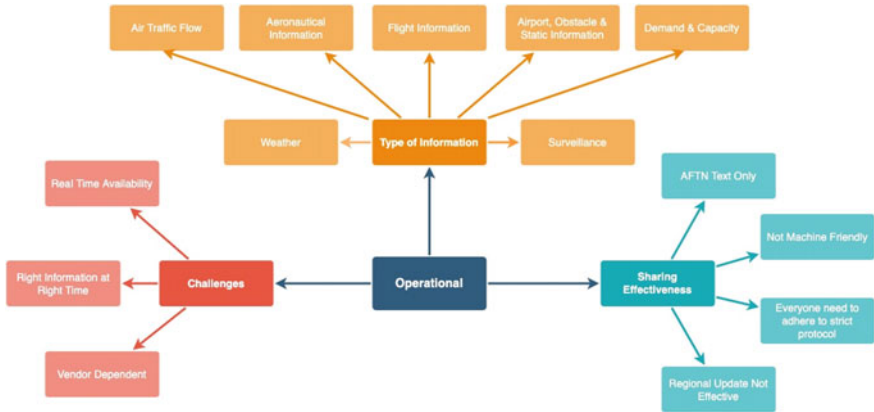 Air Traffic Flow
Aeronautical
Information
Flight Information
Airport, Obstacle &
Static Information
Demand & Capacity
Weather
Type of Information
Surveillance
Real Time Availability
AFTN Text Only
Right Information at
Right Time
Challenges
Operational
Sharing
Effectiveness
Not Machine Friendly
Everyone need to
adhere to strict
protocol
Vendor Dependent
Regional Update Not
Effective